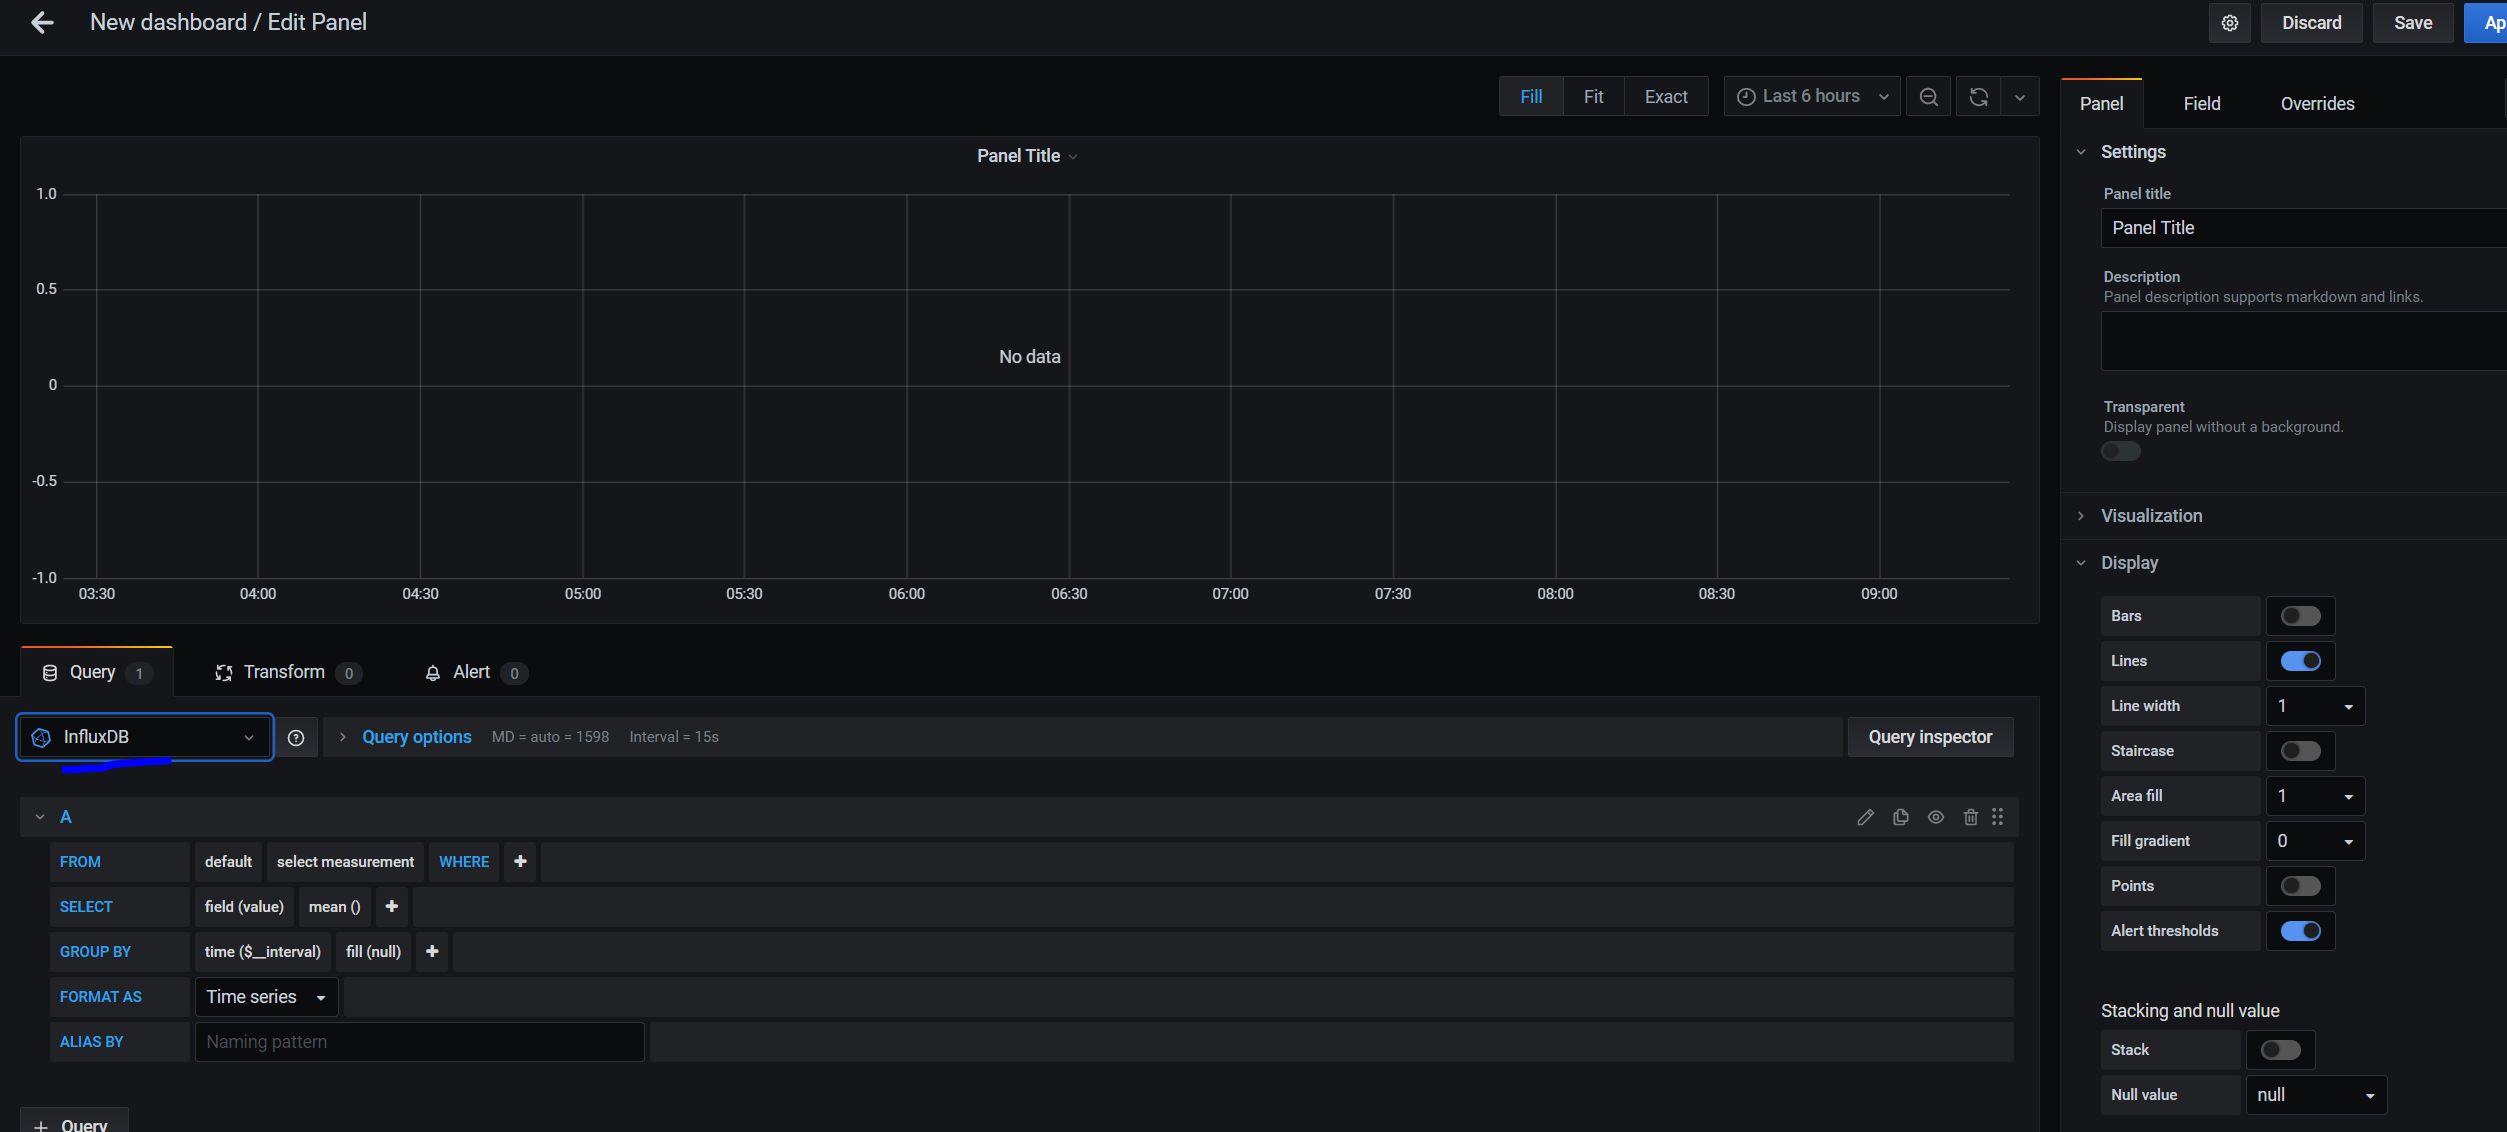 New dashboard / Edit Panel
Discard
Save
Fill
Fit
Exact
Last 6 hours
Panel
Field
Overrides
Panel Title
1.0
0.5
0
-0.5
-1.0
No data
03:30
04:00
04:30
05:00
05:30
06:00
06:30
07:00
07:30
08:00
08:30
09:00
Query 1
Transform 0
Alert 0
InfluxDB
Query options MD = auto = 1598 Interval = 15s
Query inspector
A
FROM default select measurement WHERE +
SELECT field (value) mean () +
GROUP BY time ($__interval) fill (null) +
FORMAT AS Time series
ALIAS BY Naming pattern
+ Query
Settings
Panel title
Panel Title
Description
Panel description supports markdown and links.
Transparent
Display panel without a background.
Visualization
Display
Bars
Lines
Line width 1
Staircase
Area fill 1
Fill gradient 0
Points
Alert thresholds
Stacking and null value
Stack
Null value null